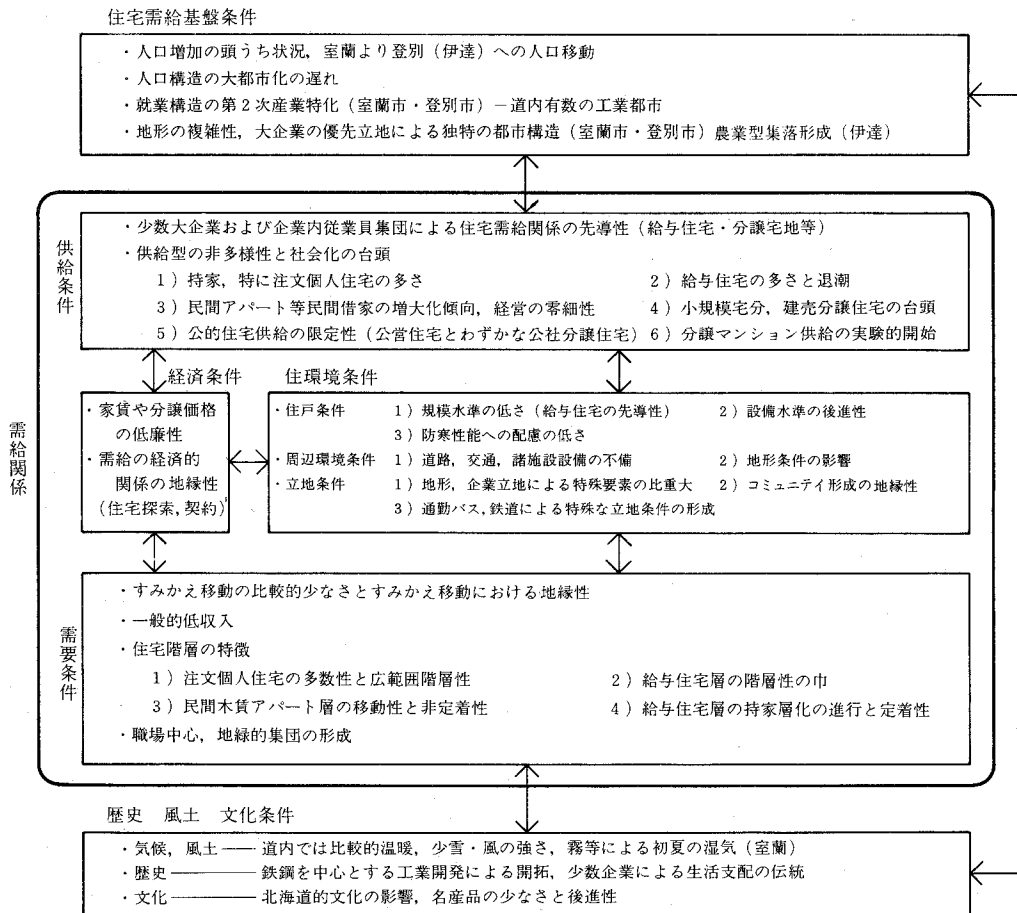 住宅需給基盤条件
・人口増加の頭うち状況，室蘭より登別（伊達）への人口移動
・人口構造の大都市化の遅れ
・就業構造の第２次産業特化（室蘭市・登別市）－道内有数の工業都市
・地形の複雑性，大企業の優先立地による独特の都市構造（室蘭市・登別市）農業型集落形成（伊達）
需給関係
供給条件
・少数大企業および企業内従業員集団による住宅需給関係の先導性（給与住宅・分譲宅地等）
・供給型の非多様性と社会化の台頭
１）持家，特に注文個人住宅の多さ ２）給与住宅の多さと退潮
３）民間アパート等民間借家の増大化傾向，経営の零細性 ４）小規模宅分，建売分譲住宅の台頭
５）公的住宅供給の限定性（公営住宅とわずかな公社分譲住宅）６）分譲マンション供給の実験的開始
経済条件
・家賃や分譲価格
の低廉性
・需給の経済的
関係の地縁性
（住宅探索，契約）
住環境条件
・住戸条件 １）規模水準の低さ（給与住宅の先導性） ２）設備水準の後進性
３）防寒性能への配慮の低さ
・周辺環境条件 １）道路，交通，諸施設設備の不備 ２）地形条件の影響
・立地条件 １）地形，企業立地による特殊要素の比重大 ２）コミュニテイ形成の地縁性
３）通勤バス，鉄道による特殊な立地条件の形成
需要条件
・すみかえ移動の比較的少なさとすみかえ移動における地縁性
・一般的低収入
・住宅階層の特徴
１）注文個人住宅の多数性と広範囲階層性 ２）給与住宅層の階層性の巾
３）民間木賃アパート層の移動性と非定着性 ４）給与住宅層の持家層化の進行と定着性
・職場中心，地緑的集団の形成
歴史 風土 文化条件
・気候，風土―― 道内では比較的温暖，少雪・風の強さ，霧等による初夏の湿気（室蘭）
・歴史――――― 鉄鋼を中心とする工業開発による開拓，少数企業による生活支配の伝統
・文化――――― 北海道的文化の影響，名産品の少なさと後進性